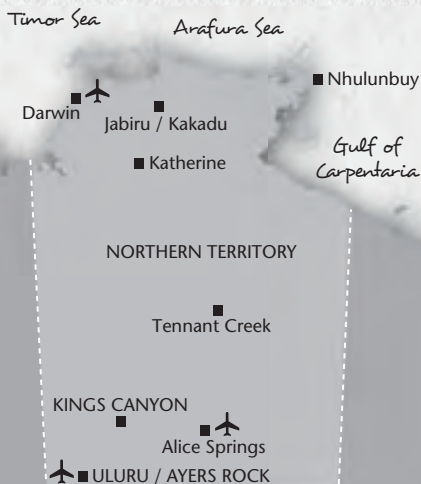 Timor Sea
Arafura Sea
Nhulunbuy
Darwin
Jabiru / Kakadu
Gulf of
Carpentaria
Katherine
NORTHERN TERRITORY
Tennant Creek
KINGS CANYON
Alice Springs
ULURU / AYERS ROCK